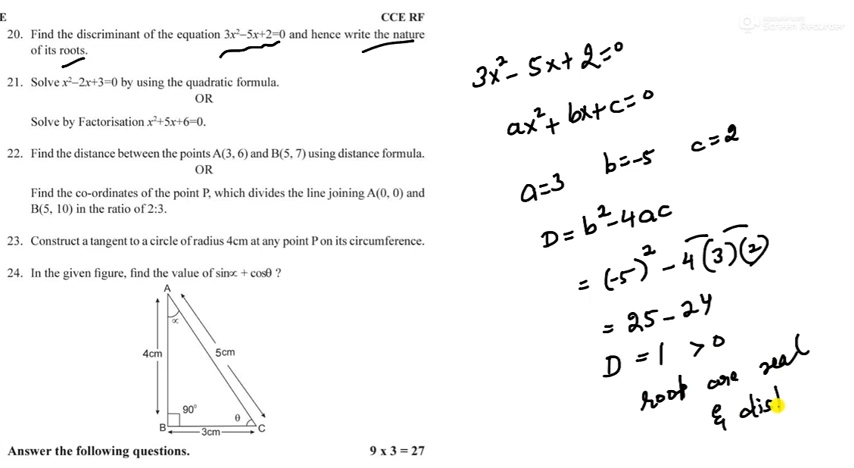 E
CCE RF
20. Find the discriminant of the equation 3x²–5x+2=0 and hence write the nature
of its roots.
21. Solve x²–2x+3=0 by using the quadratic formula.
OR
Solve by Factorisation x²+5x+6=0.
22. Find the distance between the points A(3, 6) and B(5, 7) using distance formula.
OR
Find the co-ordinates of the point P, which divides the line joining A(0, 0) and
B(5, 10) in the ratio of 2:3.
23. Construct a tangent to a circle of radius 4cm at any point P on its circumference.
24. In the given figure, find the value of sin∝ + cosθ ?
A
∝
4cm
5cm
90°
θ
B
3cm
C
Answer the following questions.
9 x 3 = 27
3x² – 5x + 2 = 0
ax² + bx + c = 0
a=3 b=-5 c=2
D = b² – 4ac
= (-5)² – 4(3)(2)
= 25 – 24
D = 1 > 0
root are real
& dist